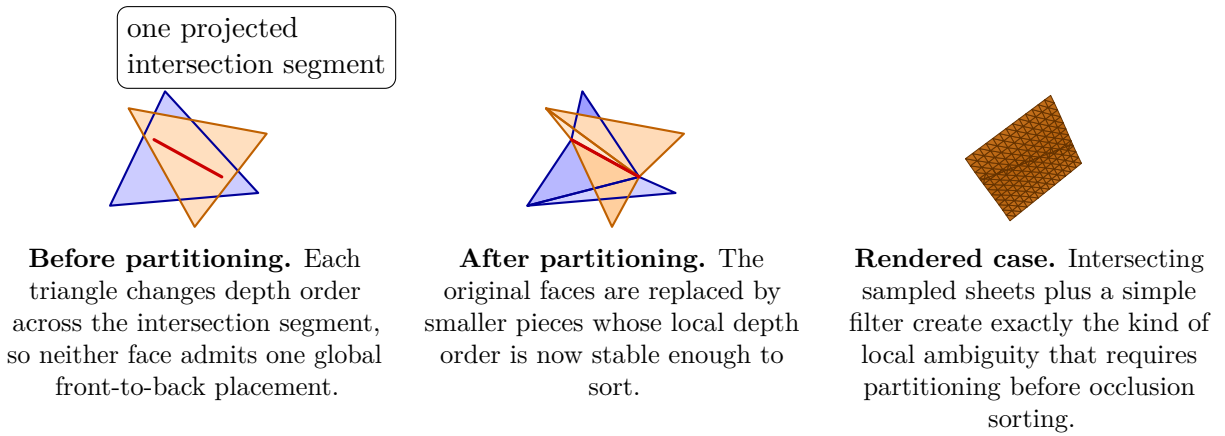 one projected
intersection segment
Before partitioning. Each
triangle changes depth order
across the intersection segment,
so neither face admits one global
front-to-back placement.
After partitioning. The
original faces are replaced by
smaller pieces whose local depth
order is now stable enough to
sort.
Rendered case. Intersecting
sampled sheets plus a simple
filter create exactly the kind of
local ambiguity that requires
partitioning before occlusion
sorting.